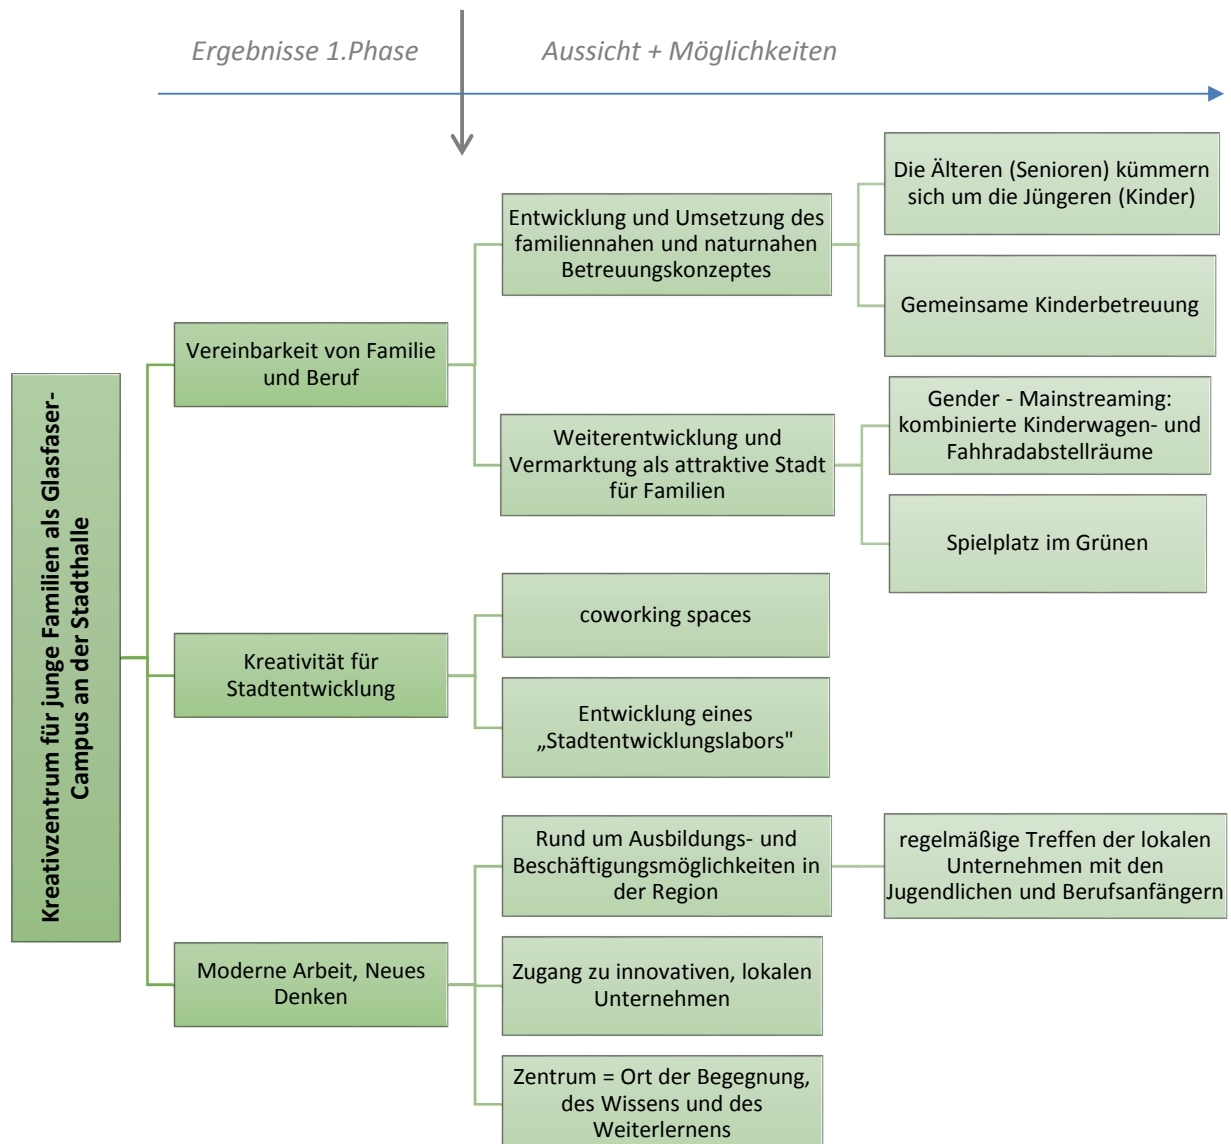 Ergebnisse 1.Phase
Aussicht + Möglichkeiten
Kreativzentrum für junge Familien als Glasfaser-
Campus an der Stadthalle
Vereinbarkeit von Familie
und Beruf
Entwicklung und Umsetzung des
familiennahen und naturnahen
Betreuungskonzeptes
Die Älteren (Senioren) kümmern
sich um die Jüngeren (Kinder)
Gemeinsame Kinderbetreuung
Weiterentwicklung und
Vermarktung als attraktive Stadt
für Familien
Gender - Mainstreaming:
kombinierte Kinderwagen- und
Fahhradabstellräume
Spielplatz im Grünen
Kreativität für
Stadtentwicklung
coworking spaces
Entwicklung eines
„Stadtentwicklungslabors"
Moderne Arbeit, Neues
Denken
Rund um Ausbildungs- und
Beschäftigungsmöglichkeiten in
der Region
regelmäßige Treffen der lokalen
Unternehmen mit den
Jugendlichen und Berufsanfängern
Zugang zu innovativen, lokalen
Unternehmen
Zentrum = Ort der Begegnung,
des Wissens und des
Weiterlernens